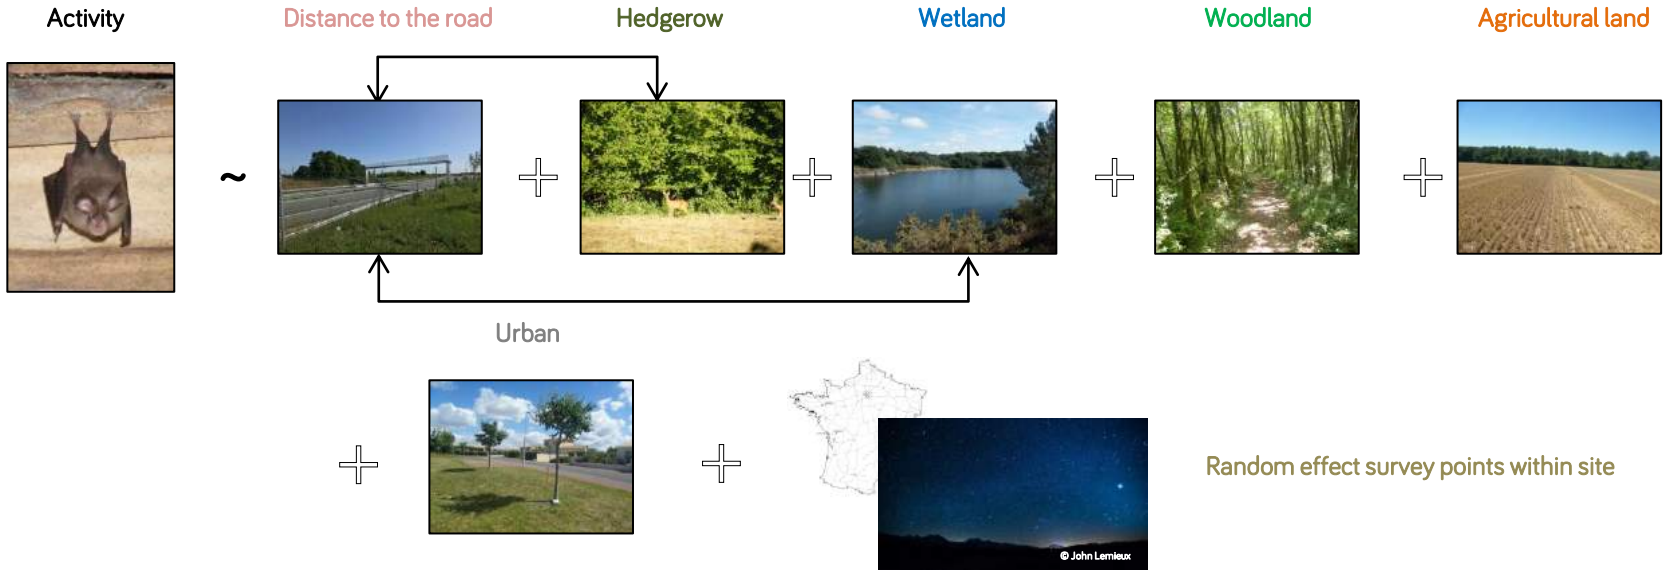 Activity
Distance to the road
Hedgerow
Wetland
Woodland
Agricultural land
~
Urban
Random effect survey points within site
© John Lemieux